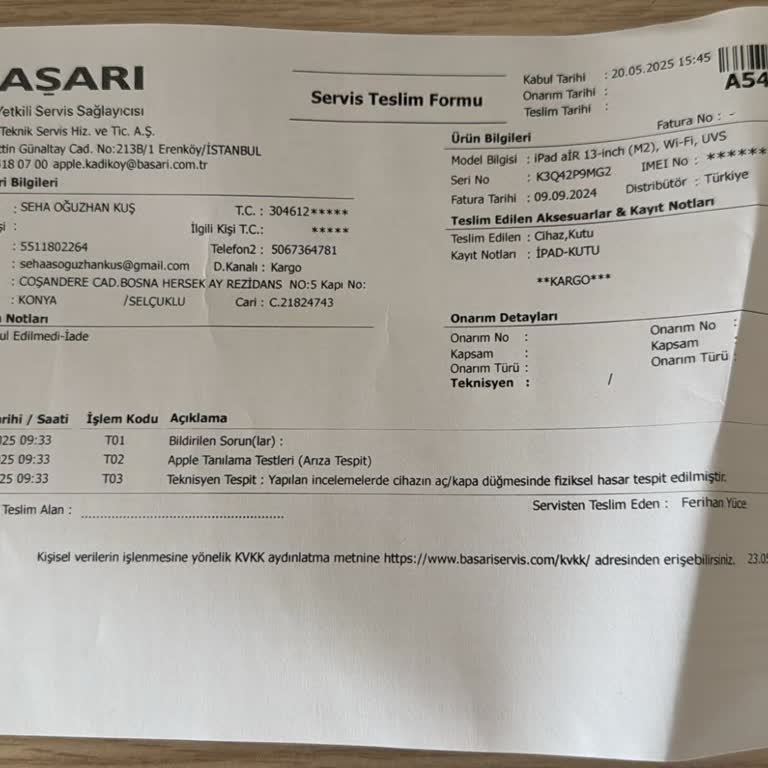 AŞARI
Yetkili Servis Sağlayıcısı
Teknik Servis Hiz. ve Tic. A.Ş.
ttin Günaltay Cad. No:213B/1 Erenköy/İSTANBUL
418 07 00 apple.kadikoy@basari.com.tr
Servis Teslim Formu
Kabul Tarihi : 20.05.2025 15:45
Onarım Tarihi :
Teslim Tarihi :
A54
Fatura No : -
ri Bilgileri
: SEHA OĞUZHAN KUŞ T.C. : 304612*****
şi : İlgili Kişi T.C.: *****
: 5511802264 Telefon2 : 5067364781
: sehaasoguzhankus@gmail.com D.Kanalı : Kargo
: COŞANDERE CAD.BOSNA HERSEK AY REZİDANS NO:5 Kapı No:
: KONYA /SELÇUKLU Cari : C.21824743
Notları
ul Edilmedi-İade
Ürün Bilgileri
Model Bilgisi : iPad aİR 13-inch (M2), Wi-Fi, UVS
Seri No : K3Q42P9MG2 IMEI No : ******
Fatura Tarihi : 09.09.2024 Distribütör : Türkiye
Teslim Edilen Aksesuarlar & Kayıt Notları
Teslim Edilen : Cihaz,Kutu
Kayıt Notları : İPAD-KUTU
**KARGO***
Onarım Detayları
Onarım No : Onarım No :
Kapsam : Kapsam :
Onarım Türü : Onarım Türü :
Teknisyen : /
arihi / Saati İşlem Kodu Açıklama
025 09:33 T01 Bildirilen Sorun(lar) :
25 09:33 T02 Apple Tanılama Testleri (Arıza Tespit)
25 09:33 T03 Teknisyen Tespit : Yapılan incelemelerde cihazın aç/kapa düğmesinde fiziksel hasar tespit edilmiştir.
Teslim Alan : ........................................ Servisten Teslim Eden : Ferihan Yüce
Kişisel verilerin işlenmesine yönelik KVKK aydınlatma metnine https://www.basariservis.com/kvkk/ adresinden erişebilirsiniz. 23.05